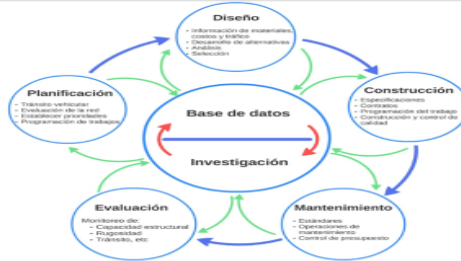 Diseño
- Información de materiales,
costos y tráfico
- Desarrollo de alternativas
- Análisis
- Selección
Planificación
- Tránsito vehicular
- Evaluación de la red
- Establecer prioridades
- Programación de trabajos
Construcción
- Especificaciones
- Contratos
- Programación del trabajo
- Construcción y control de
calidad
Base de datos
Investigación
Evaluación
Monitoreo de:
- Capacidad estructural
- Rugosidad
- Tránsito, etc
Mantenimiento
- Estándares
- Operaciones de
mantenimiento
- Control de presupuesto